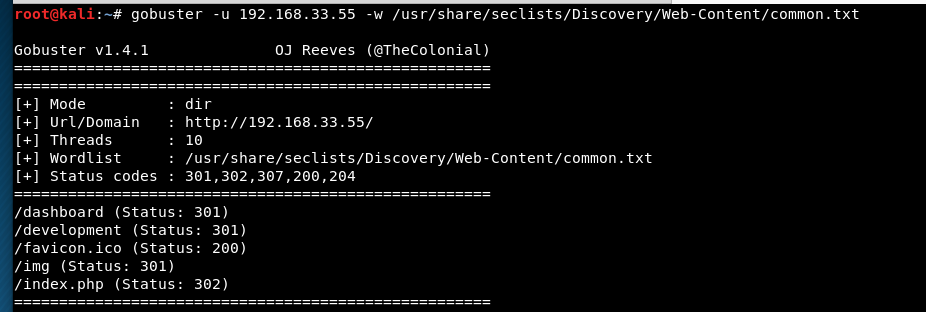 root@kali:~# gobuster -u 192.168.33.55 -w /usr/share/seclists/Discovery/Web-Content/common.txt
Gobuster v1.4.1              OJ Reeves (@TheColonial)
=====================================================
=====================================================
[+] Mode         : dir
[+] Url/Domain   : http://192.168.33.55/
[+] Threads      : 10
[+] Wordlist     : /usr/share/seclists/Discovery/Web-Content/common.txt
[+] Status codes : 301,302,307,200,204
=====================================================
/dashboard (Status: 301)
/development (Status: 301)
/favicon.ico (Status: 200)
/img (Status: 301)
/index.php (Status: 302)
=====================================================